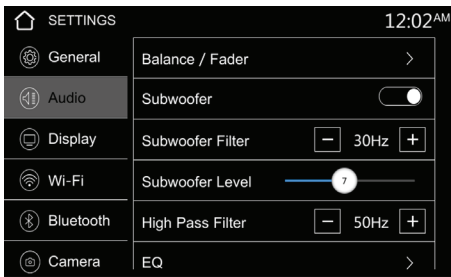 SETTINGS 12:02AM
General
Audio
Display
Wi-Fi
Bluetooth
Camera
Balance / Fader
Subwoofer
Subwoofer Filter − 30Hz +
Subwoofer Level 7
High Pass Filter − 50Hz +
EQ